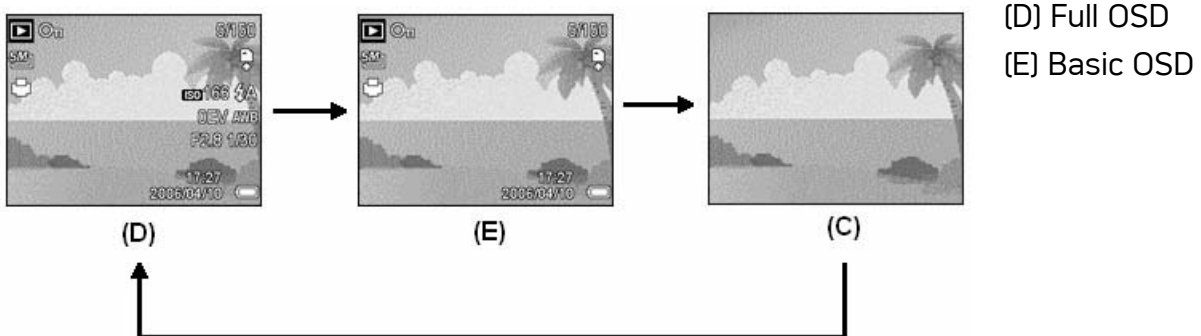 (D) Full OSD
(E) Basic OSD
5/150
5M
ISO 166 A
0EV AWB
F2.8 1/30
17:27
2006/04/10
5/150
5M
17:27
2006/04/10
(D)
(E)
(C)